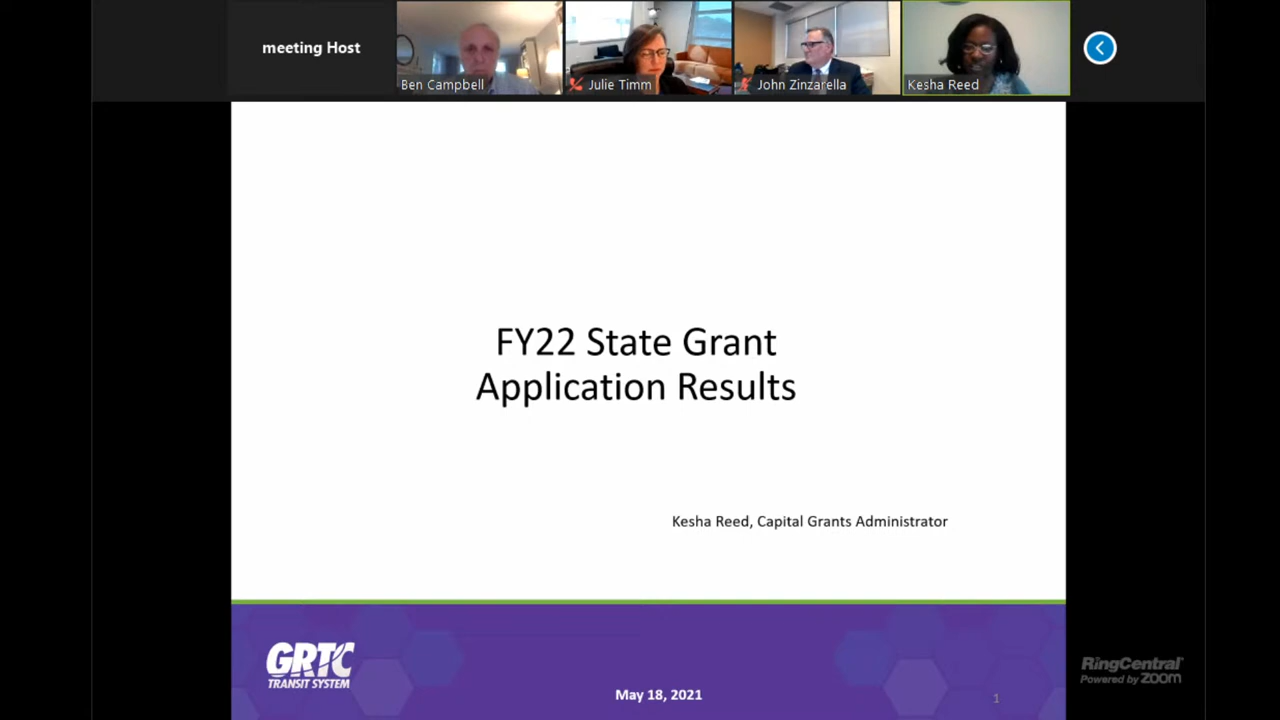 meeting Host
Ben Campbell
Julie Timm
John Zinzarella
Kesha Reed
FY22 State Grant
Application Results
Kesha Reed, Capital Grants Administrator
GRTC
TRANSIT SYSTEM
May 18, 2021
1
RingCentral
Powered by zoom